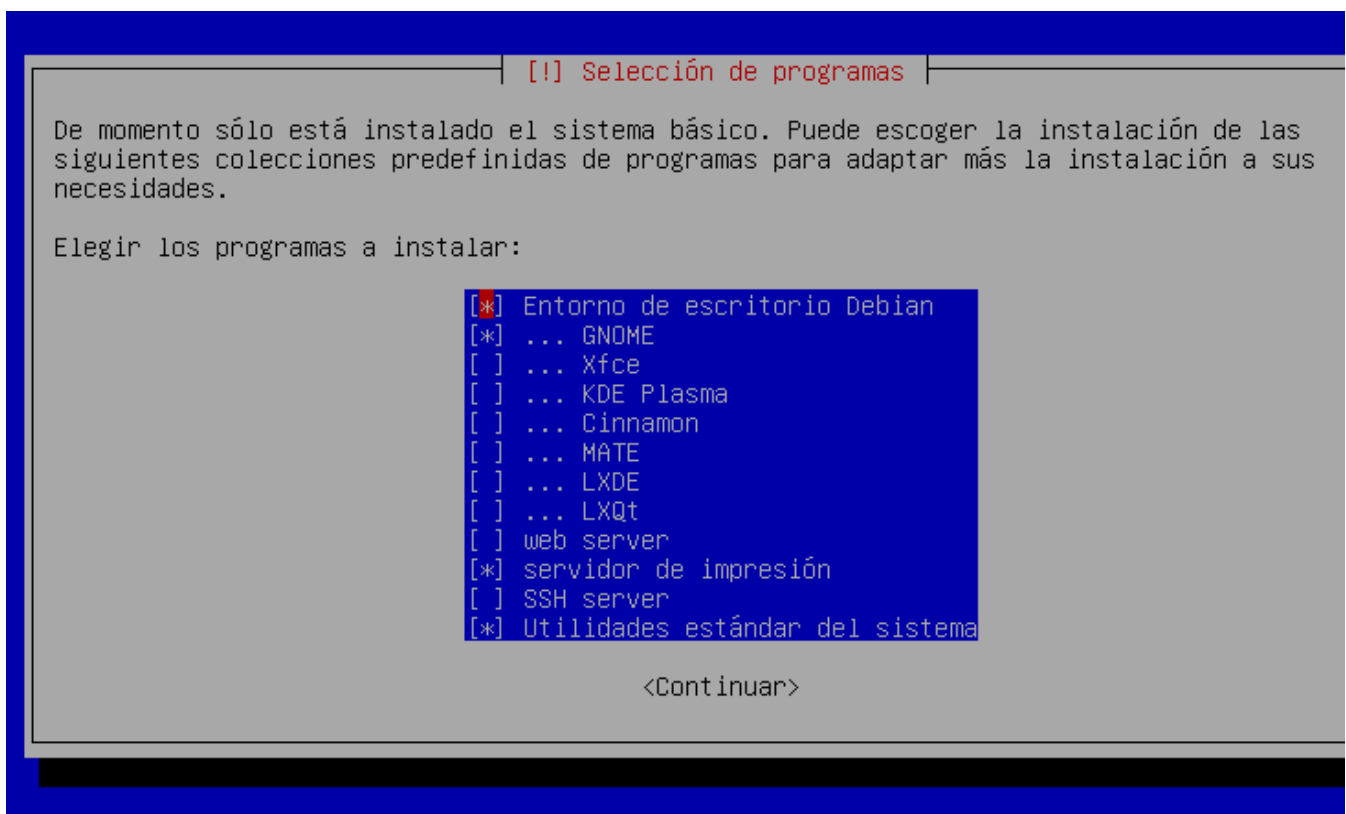 [!] Selección de programas
De momento sólo está instalado el sistema básico. Puede escoger la instalación de las
siguientes colecciones predefinidas de programas para adaptar más la instalación a sus
necesidades.
Elegir los programas a instalar:
[*] Entorno de escritorio Debian
[*] ... GNOME
[ ] ... Xfce
[ ] ... KDE Plasma
[ ] ... Cinnamon
[ ] ... MATE
[ ] ... LXDE
[ ] ... LXQt
[ ] web server
[*] servidor de impresión
[ ] SSH server
[*] Utilidades estándar del sistema
<Continuar>